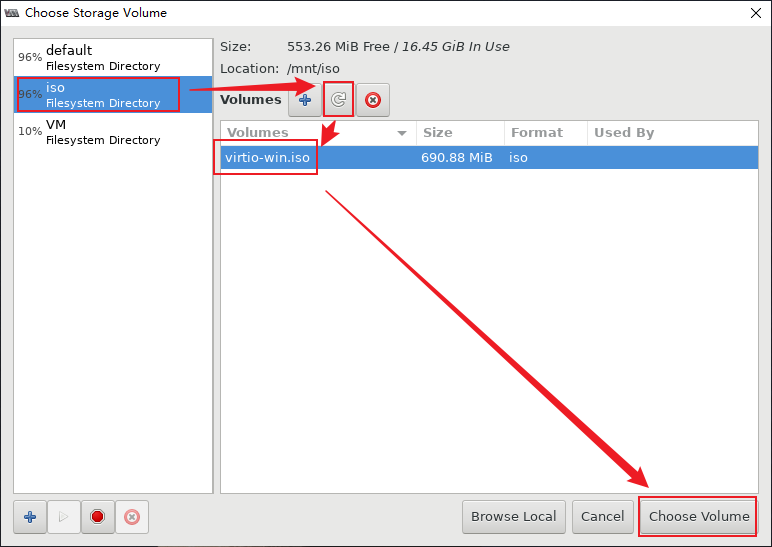 Choose Storage Volume
96% default
Filesystem Directory
96% iso
Filesystem Directory
10% VM
Filesystem Directory
Size: 553.26 MiB Free / 16.45 GiB In Use
Location: /mnt/iso
Volumes
Volumes Size Format Used By
virtio-win.iso 690.88 MiB iso
Browse Local Cancel Choose Volume